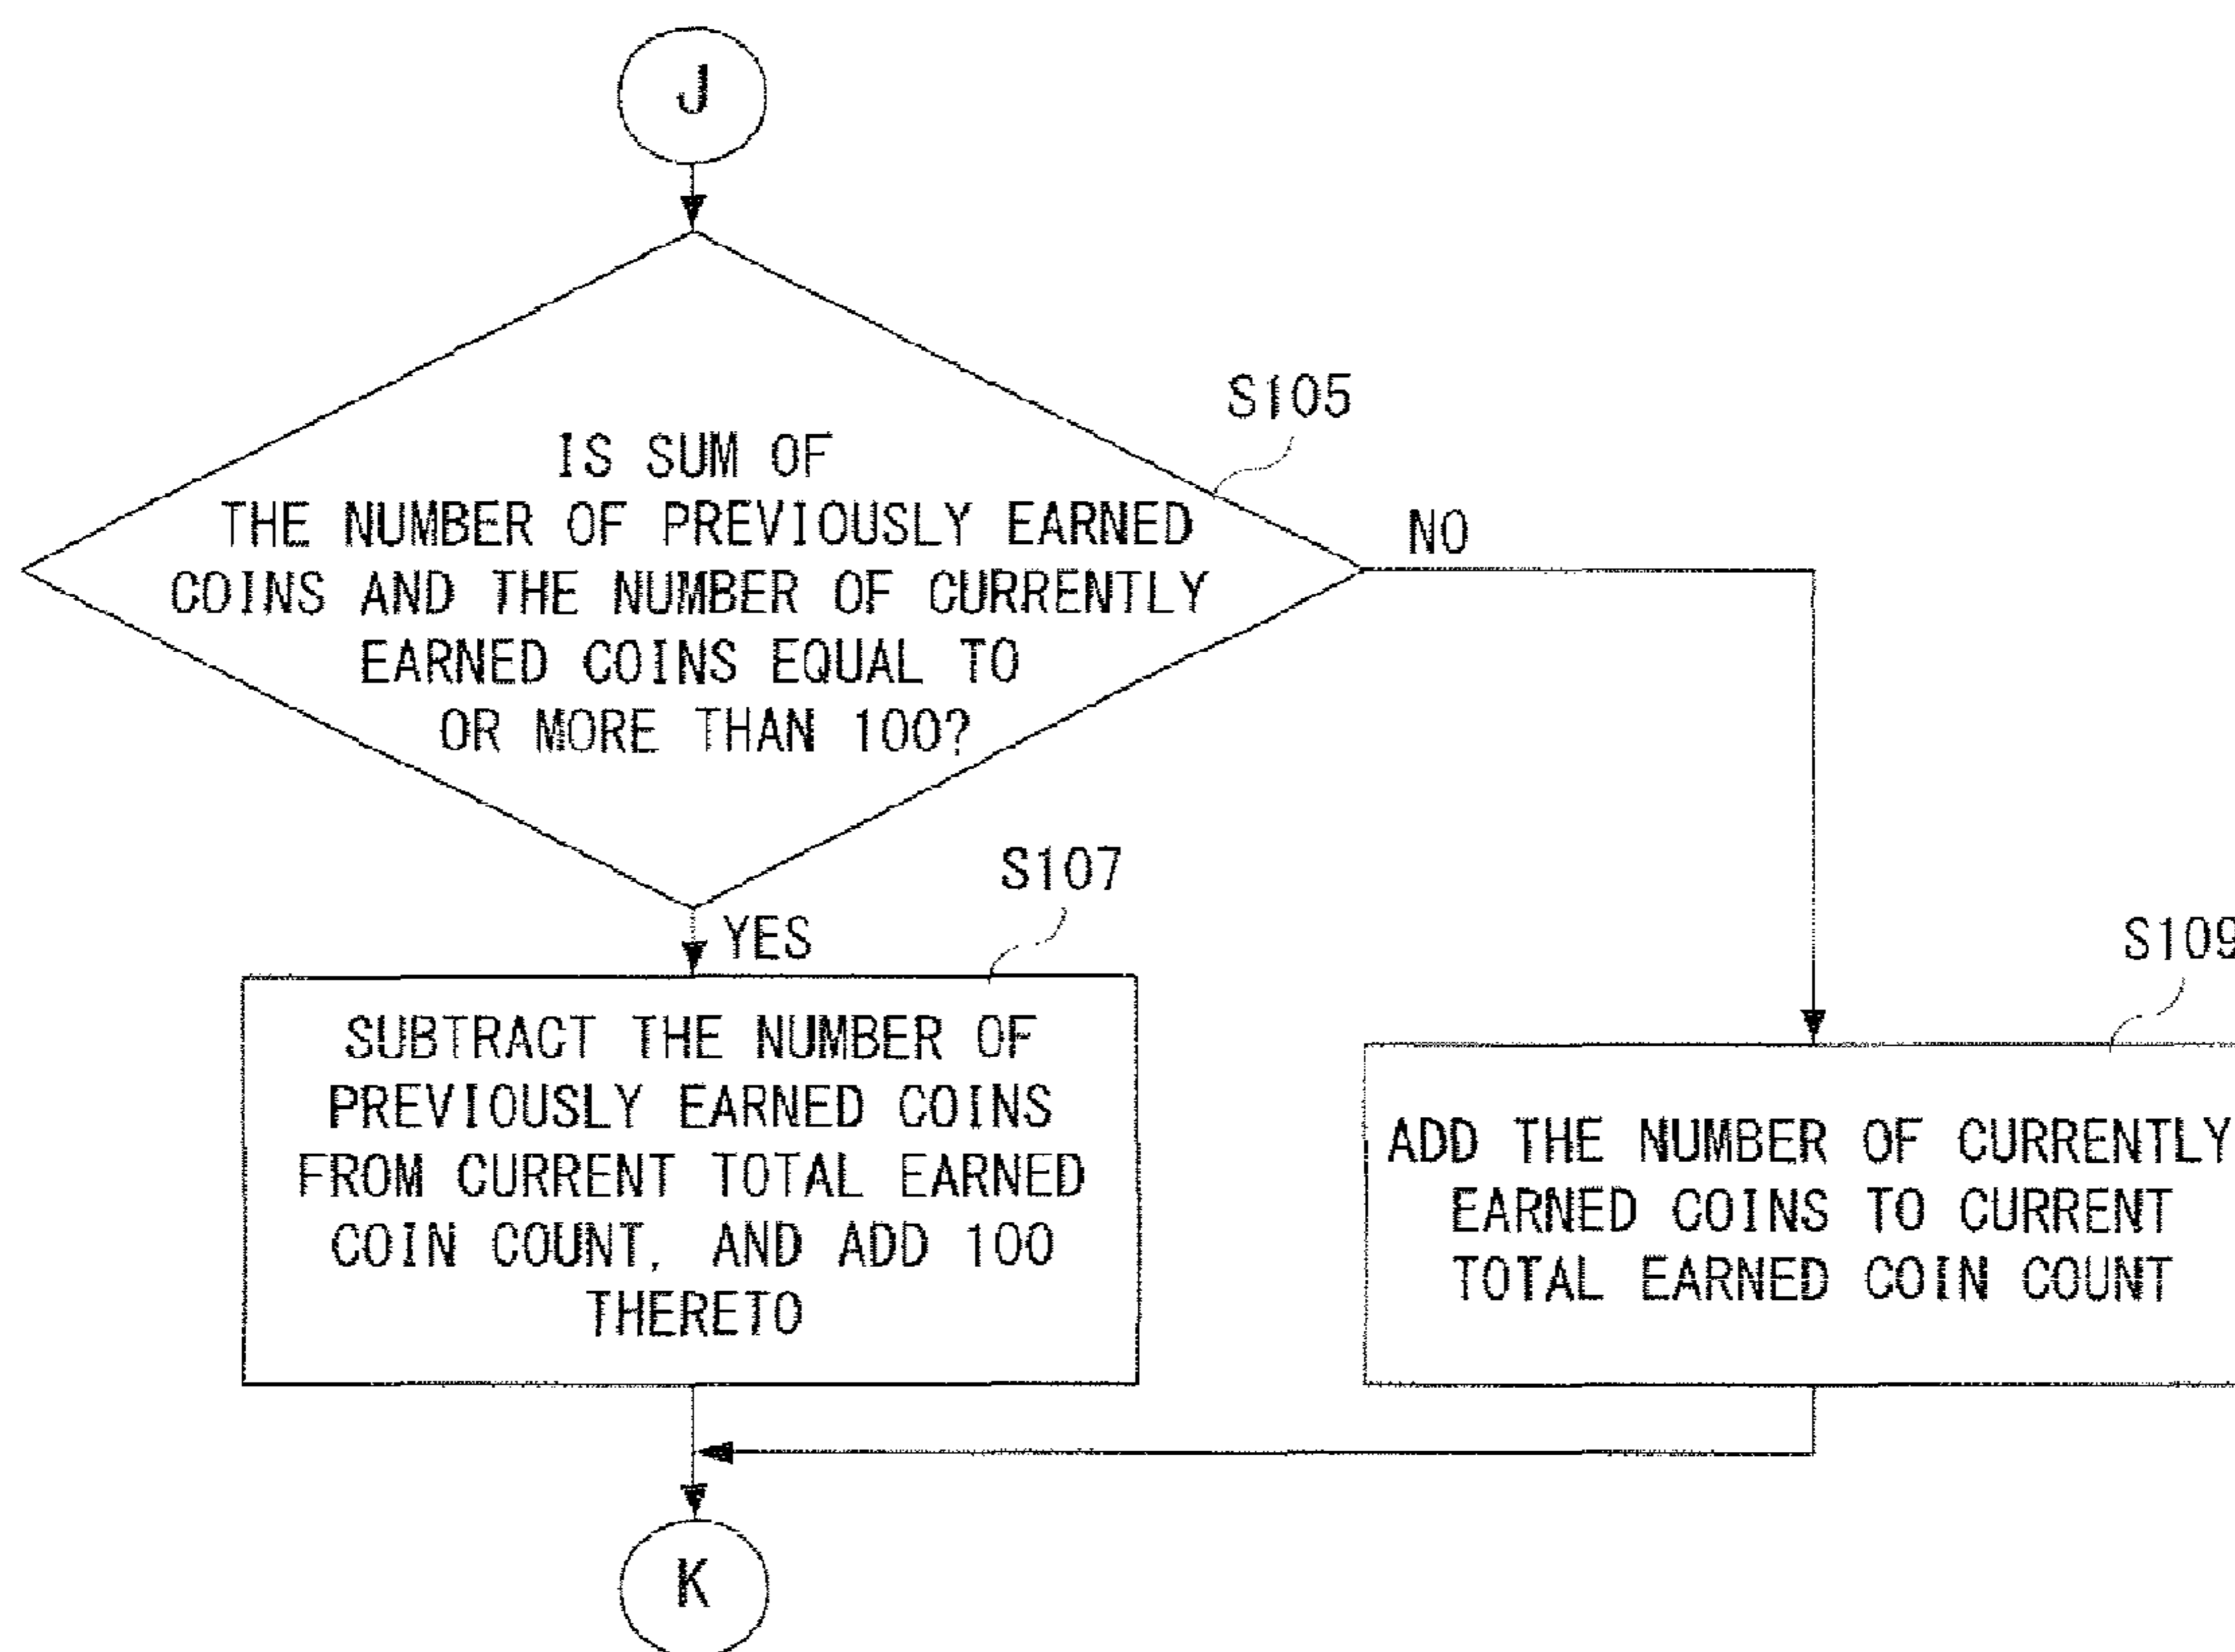 J
S105
IS SUM OF
THE NUMBER OF PREVIOUSLY EARNED
COINS AND THE NUMBER OF CURRENTLY
EARNED COINS EQUAL TO
OR MORE THAN 100?
NO
YES
S107
SUBTRACT THE NUMBER OF
PREVIOUSLY EARNED COINS
FROM CURRENT TOTAL EARNED
COIN COUNT, AND ADD 100
THERETO
S109
ADD THE NUMBER OF CURRENTLY
EARNED COINS TO CURRENT
TOTAL EARNED COIN COUNT
K